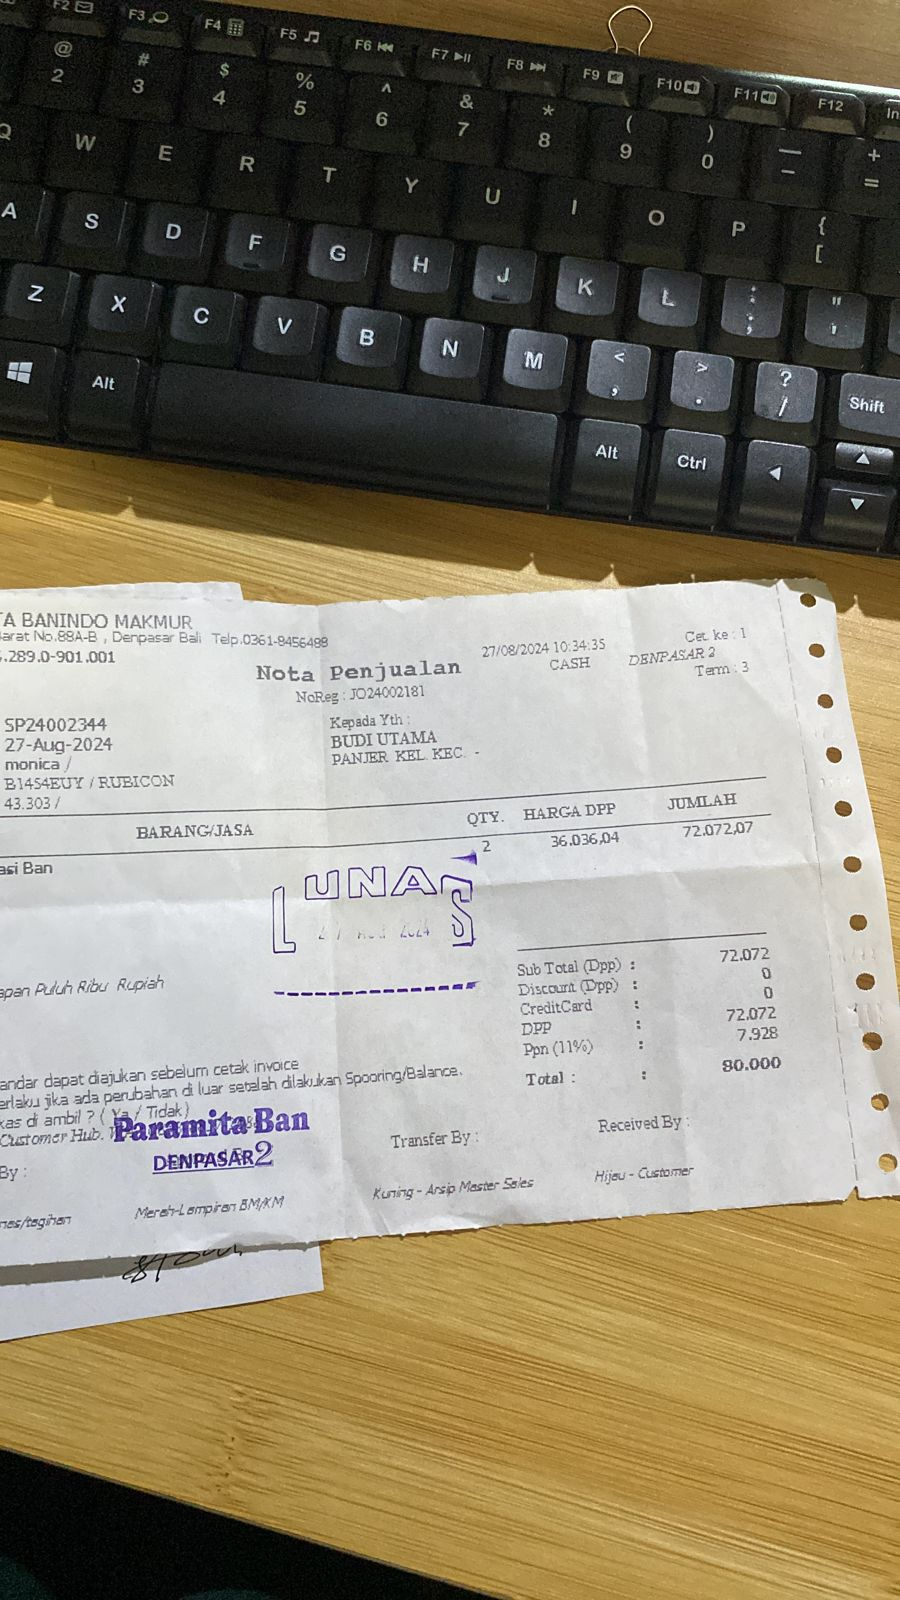 F2 F3 F4 F5 F6 F7 F8 F9 F10 F11 F12 In
@ # $ % ^ & * ( ) — +
2 3 4 5 6 7 8 9 0 - =
Q W E R T Y U I O P { [
A S D F G H J K L : ; " '
Z X C V B N M < , > . ? / Shift
Alt Alt Ctrl
TA BANINDO MAKMUR
Barat No.88A-B , Denpasar Bali Telp.0361-8456488
.289.0-901.001
Nota Penjualan
NoReg : JO24002181
27/08/2024 10:34:35
CASH
Cet. ke : 1
DENPASAR 2
Term : 3
SP24002344
27-Aug-2024
monica /
B1454EUY / RUBICON
43.303 /
Kepada Yth :
BUDI UTAMA
PANJER KEL. KEC. -
BARANG/JASA QTY. HARGA DPP JUMLAH
asi Ban 2 36.036,04 72.072,07
LUNAS
2024
apan Puluh Ribu Rupiah
Sub Total (Dpp) : 72.072
Discount (Dpp) : 0
CreditCard : 0
DPP : 72.072
Ppn (11%) : 7.928
Total : : 80.000
andar dapat diajukan sebelum cetak invoice
erlaku jika ada perubahan di luar setelah dilakukan Spooring/Balance.
kas di ambil ? ( Ya / Tidak )
Customer Hub.
Paramita Ban
DENPASAR 2
By :
Transfer By :
Received By :
nas/tagihan
Merah-Lampiran BM/KM
Kuning - Arsip Master Sales
Hijau - Customer